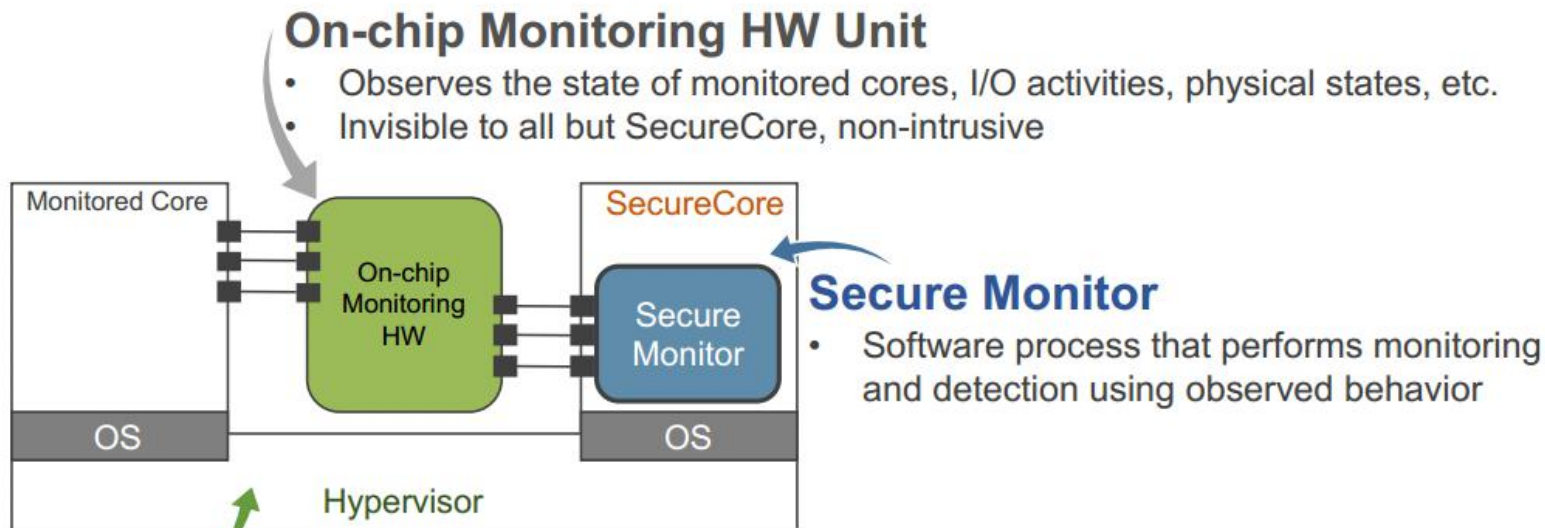 On-chip Monitoring HW Unit
• Observes the state of monitored cores, I/O activities, physical states, etc.
• Invisible to all but SecureCore, non-intrusive
Monitored Core
SecureCore
On-chip
Monitoring
HW
Secure
Monitor
Secure Monitor
• Software process that performs monitoring
and detection using observed behavior
OS
OS
Hypervisor